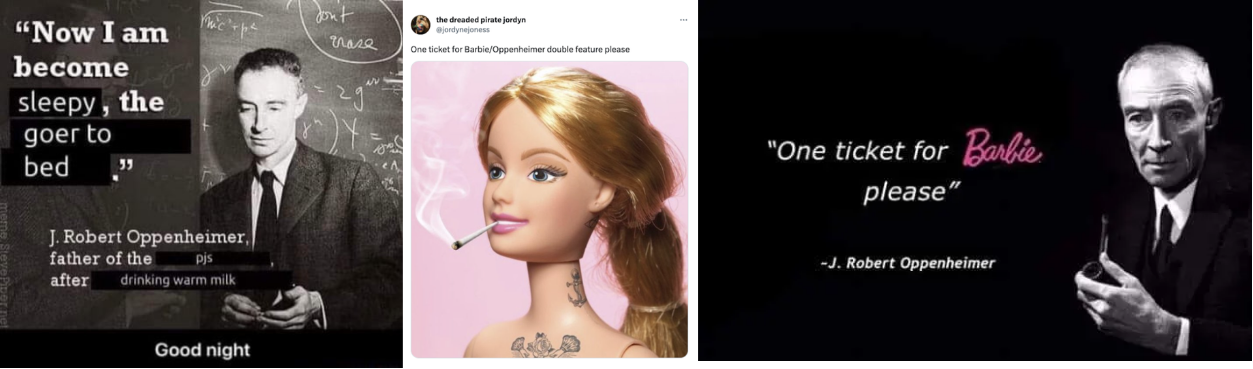 “Now I am
become
sleepy, the
goer to
bed.”
J. Robert Oppenheimer,
father of the pjs,
after drinking warm milk
Good night
don't
erase
the dreaded pirate jordyn
@jordynejoness
One ticket for Barbie/Oppenheimer double feature please
“One ticket for Barbie
please”
-J. Robert Oppenheimer